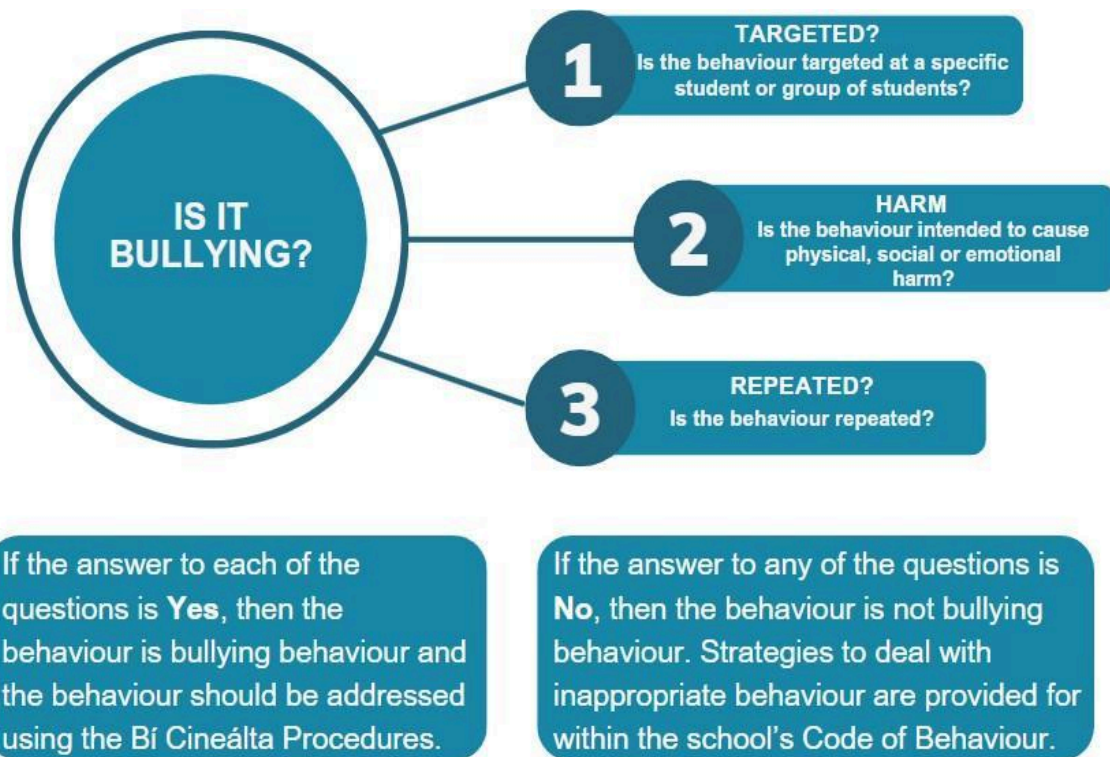 IS IT
BULLYING?
1
TARGETED?
Is the behaviour targeted at a specific
student or group of students?
2
HARM
Is the behaviour intended to cause
physical, social or emotional
harm?
3
REPEATED?
Is the behaviour repeated?
If the answer to each of the
questions is Yes, then the
behaviour is bullying behaviour and
the behaviour should be addressed
using the Bí Cineálta Procedures.
If the answer to any of the questions is
No, then the behaviour is not bullying
behaviour. Strategies to deal with
inappropriate behaviour are provided for
within the school's Code of Behaviour.